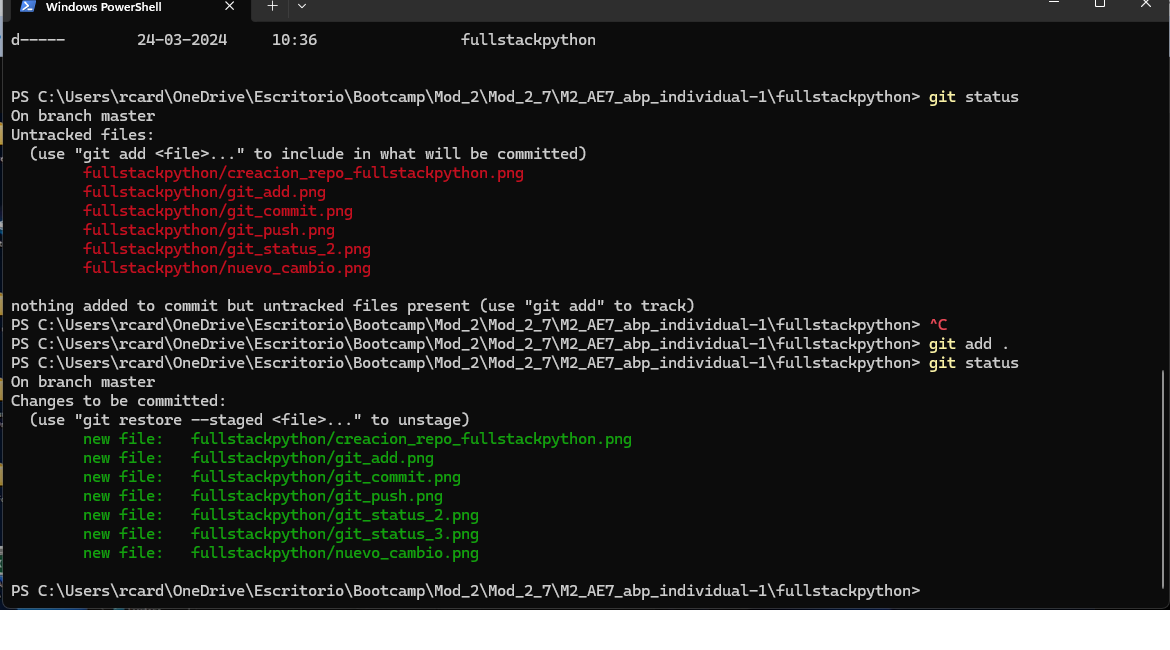 Windows PowerShell
d-----        24-03-2024     10:36                fullstackpython
PS C:\Users\rcard\OneDrive\Escritorio\Bootcamp\Mod_2\Mod_2_7\M2_AE7_abp_individual-1\fullstackpython> git status
On branch master
Untracked files:
  (use "git add <file>..." to include in what will be committed)
        fullstackpython/creacion_repo_fullstackpython.png
        fullstackpython/git_add.png
        fullstackpython/git_commit.png
        fullstackpython/git_push.png
        fullstackpython/git_status_2.png
        fullstackpython/nuevo_cambio.png
nothing added to commit but untracked files present (use "git add" to track)
PS C:\Users\rcard\OneDrive\Escritorio\Bootcamp\Mod_2\Mod_2_7\M2_AE7_abp_individual-1\fullstackpython> ^C
PS C:\Users\rcard\OneDrive\Escritorio\Bootcamp\Mod_2\Mod_2_7\M2_AE7_abp_individual-1\fullstackpython> git add .
PS C:\Users\rcard\OneDrive\Escritorio\Bootcamp\Mod_2\Mod_2_7\M2_AE7_abp_individual-1\fullstackpython> git status
On branch master
Changes to be committed:
  (use "git restore --staged <file>..." to unstage)
        new file:   fullstackpython/creacion_repo_fullstackpython.png
        new file:   fullstackpython/git_add.png
        new file:   fullstackpython/git_commit.png
        new file:   fullstackpython/git_push.png
        new file:   fullstackpython/git_status_2.png
        new file:   fullstackpython/git_status_3.png
        new file:   fullstackpython/nuevo_cambio.png
PS C:\Users\rcard\OneDrive\Escritorio\Bootcamp\Mod_2\Mod_2_7\M2_AE7_abp_individual-1\fullstackpython>